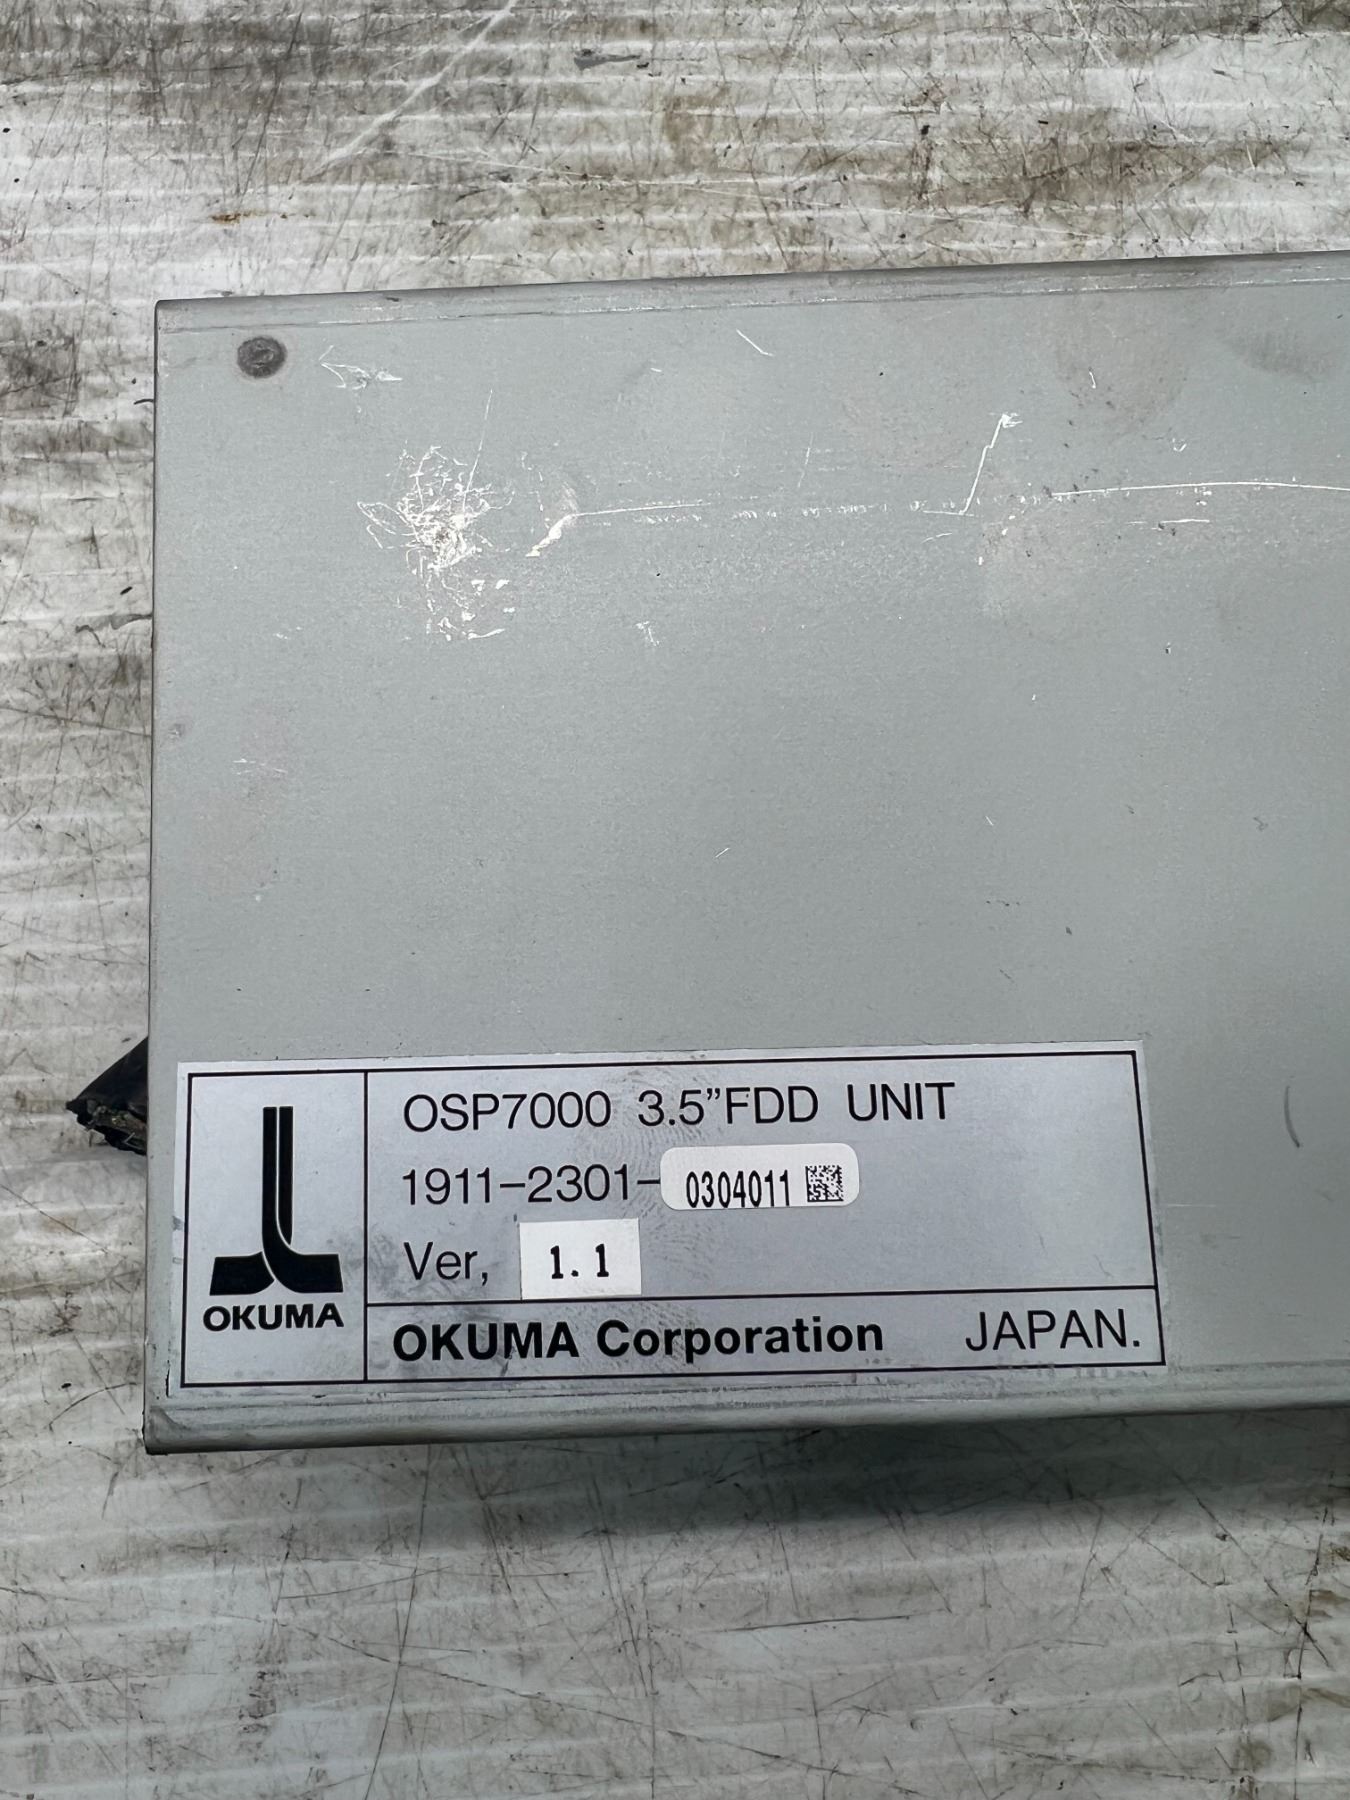 OSP7000 3.5”FDD UNIT
1911-2301-0304011
Ver, 1.1
OKUMA
OKUMA Corporation JAPAN.